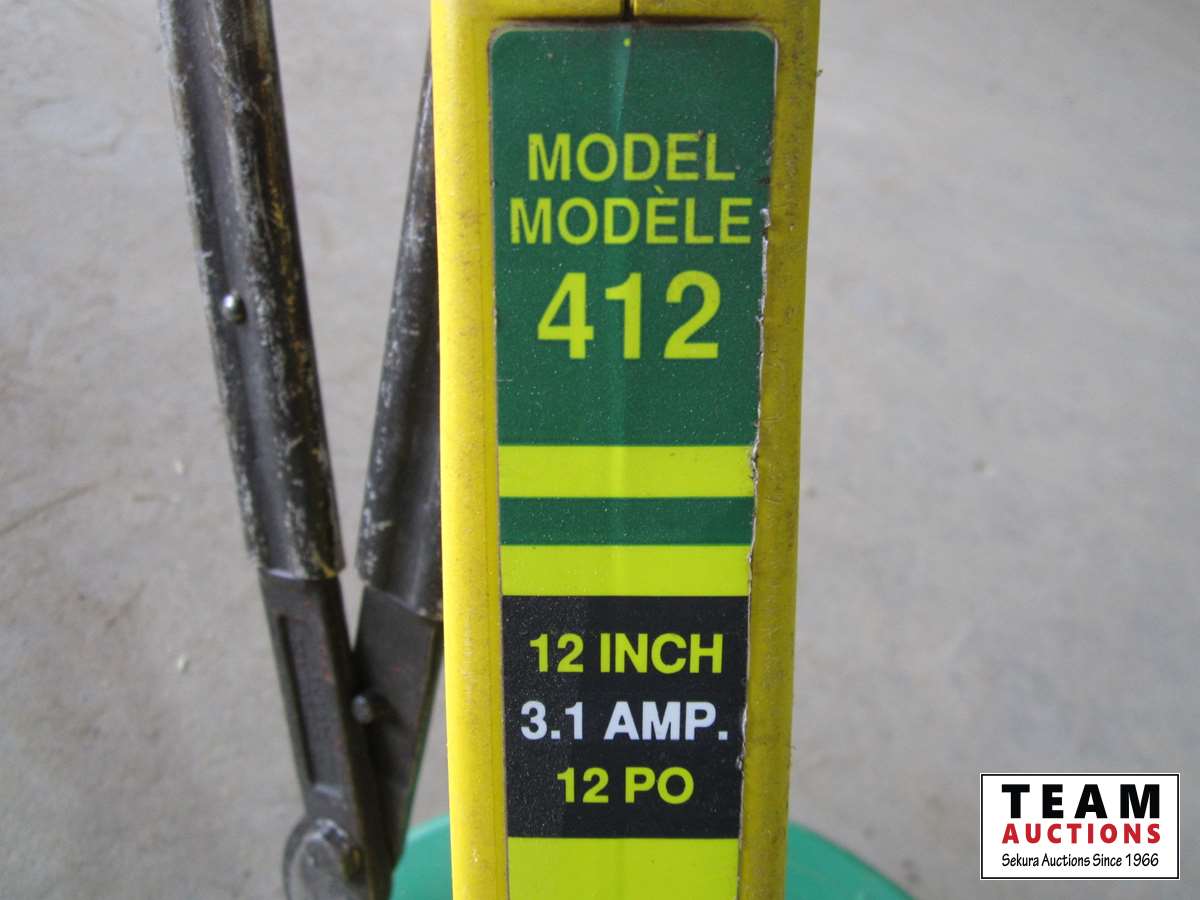 MODEL
MODÈLE
412
12 INCH
3.1 AMP.
12 PO
TEAM
AUCTIONS
Sekura Auctions Since 1966